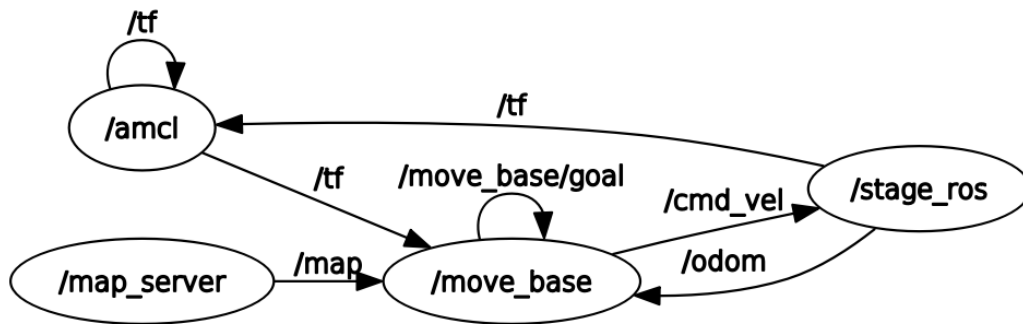 /tf
/amcl
/tf
/tf
/move_base/goal
/cmd_vel
/stage_ros
/map_server
/map
/move_base
/odom